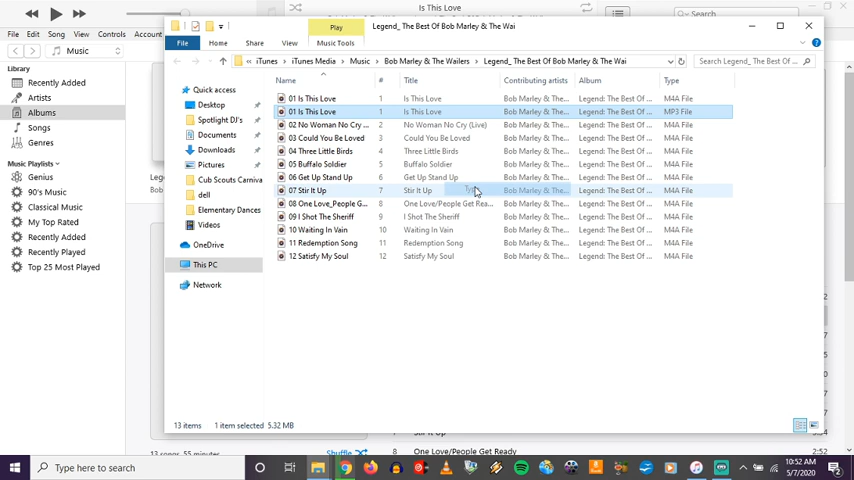 Is This Love
File Edit Song View Controls Account
Music
Search
Library
Recently Added
Artists
Albums
Songs
Genres
Music Playlists
Genius
90's Music
Classical Music
My Top Rated
Recently Added
Recently Played
Top 25 Most Played
Play
Legend_ The Best Of Bob Marley & The Wai
File Home Share View Music Tools
« iTunes › iTunes Media › Music › Bob Marley & The Wailers › Legend_ The Best Of Bob Marley & The Wai
Search Legend_ The Best Of ...
Quick access
Desktop
Spotlight DJ's
Documents
Downloads
Pictures
Cub Scouts Carniva
dell
Elementary Dances
Videos
OneDrive
This PC
Network
Name # Title Contributing artists Album Type
01 Is This Love 1 Is This Love Bob Marley & The... Legend: The Best Of ... M4A File
01 Is This Love 1 Is This Love Bob Marley & The... Legend: The Best Of ... MP3 File
02 No Woman No Cry ... 2 No Woman No Cry (Live) Bob Marley & The... Legend: The Best Of ... M4A File
03 Could You Be Loved 3 Could You Be Loved Bob Marley & The... Legend: The Best Of ... M4A File
04 Three Little Birds 4 Three Little Birds Bob Marley & The... Legend: The Best Of ... M4A File
05 Buffalo Soldier 5 Buffalo Soldier Bob Marley & The... Legend: The Best Of ... M4A File
06 Get Up Stand Up 6 Get Up Stand Up Bob Marley & The... Legend: The Best Of ... M4A File
07 Stir It Up 7 Stir It Up Bob Marley & The... Legend: The Best Of ... M4A File
08 One Love_People G... 8 One Love/People Get Rea... Bob Marley & The... Legend: The Best Of ... M4A File
09 I Shot The Sheriff 9 I Shot The Sheriff Bob Marley & The... Legend: The Best Of ... M4A File
10 Waiting In Vain 10 Waiting In Vain Bob Marley & The... Legend: The Best Of ... M4A File
11 Redemption Song 11 Redemption Song Bob Marley & The... Legend: The Best Of ... M4A File
12 Satisfy My Soul 12 Satisfy My Soul Bob Marley & The... Legend: The Best Of ... M4A File
13 items 1 item selected 5.32 MB
8 One Love/People Get Ready
13 songs, 55 minutes
Shuffle
Type here to search
10:52 AM
5/7/2020